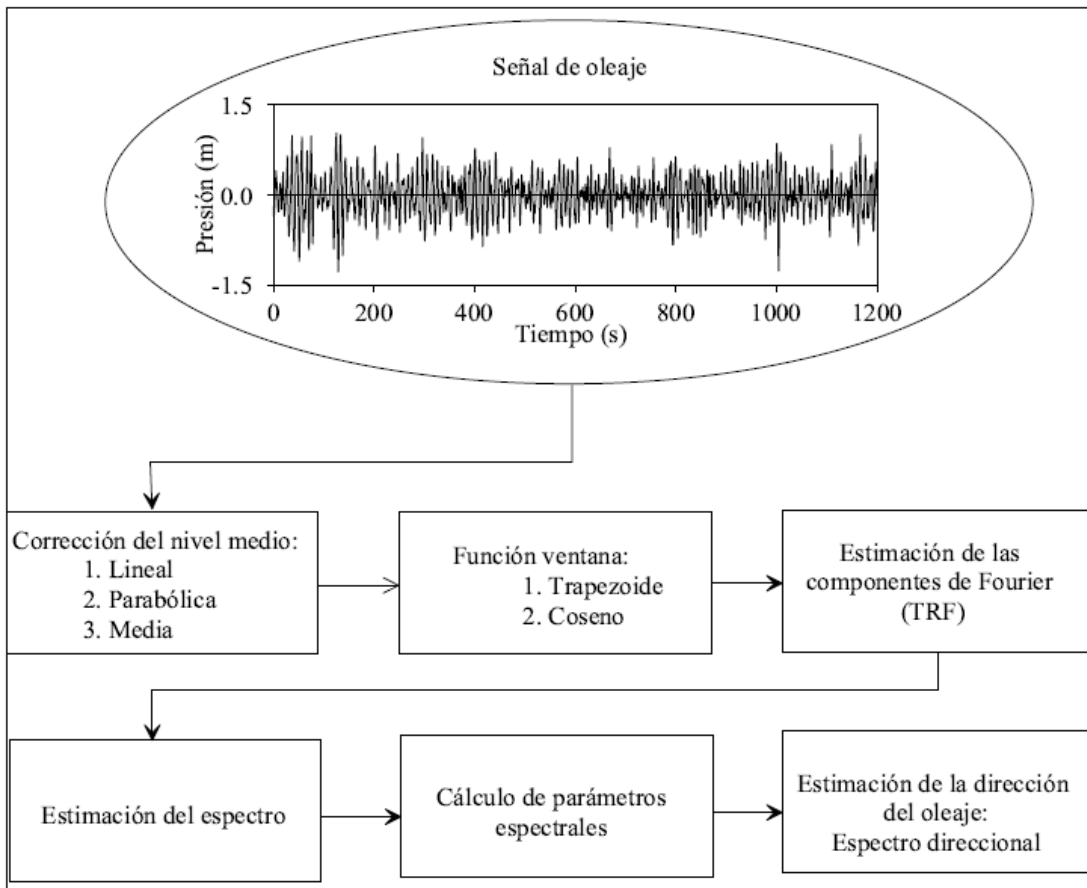 Señal de oleaje
1.5
0.0
-1.5
Presión (m)
0 200 400 600 800 1000 1200
Tiempo (s)
Corrección del nivel medio:
1. Lineal
2. Parabólica
3. Media
Función ventana:
1. Trapezoide
2. Coseno
Estimación de las
componentes de Fourier
(TRF)
Estimación del espectro
Cálculo de parámetros
espectrales
Estimación de la dirección
del oleaje:
Espectro direccional